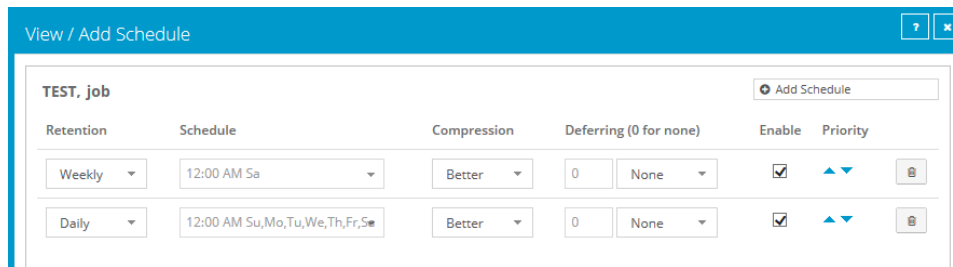 View / Add Schedule ? ×
TEST, job Add Schedule
Retention Schedule Compression Deferring (0 for none) Enable Priority
Weekly 12:00 AM Sa Better 0 None
Daily 12:00 AM Su,Mo,Tu,We,Th,Fr,Sa Better 0 None